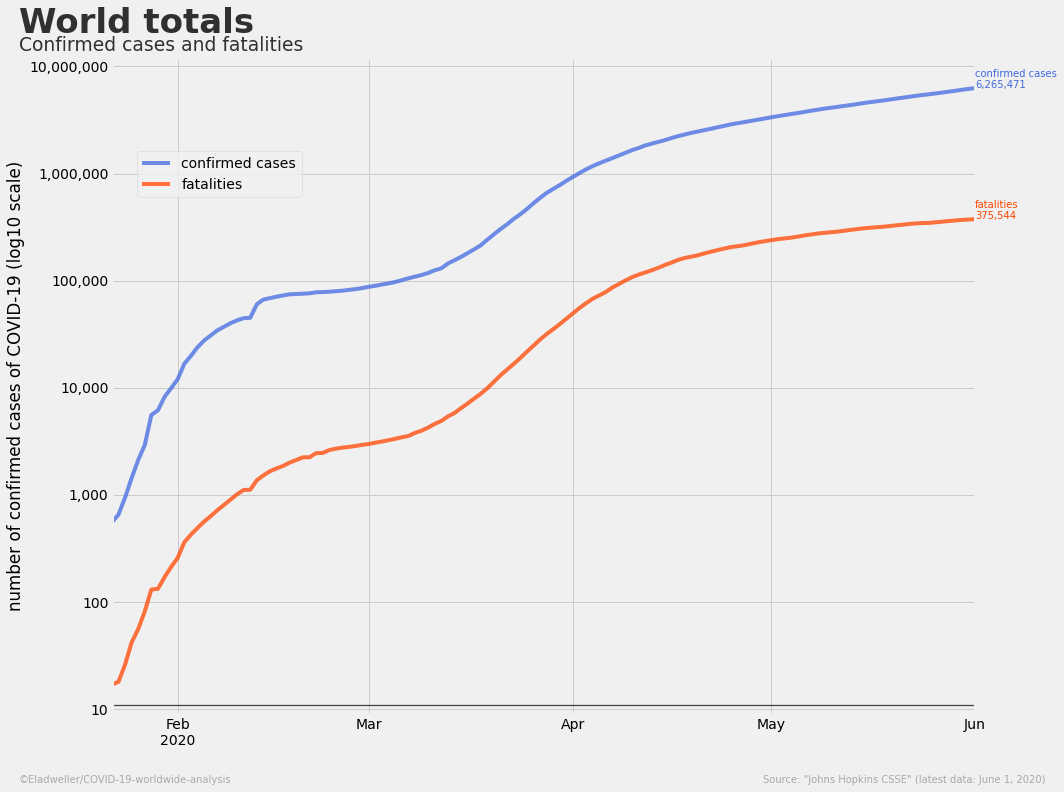 World totals
Confirmed cases and fatalities
10,000,000
1,000,000
100,000
10,000
1,000
100
10
number of confirmed cases of COVID-19 (log10 scale)
confirmed cases
fatalities
confirmed cases
6,265,471
fatalities
375,544
Feb
2020
Mar
Apr
May
Jun
©Eladweller/COVID-19-worldwide-analysis
Source: "Johns Hopkins CSSE" (latest data: June 1, 2020)